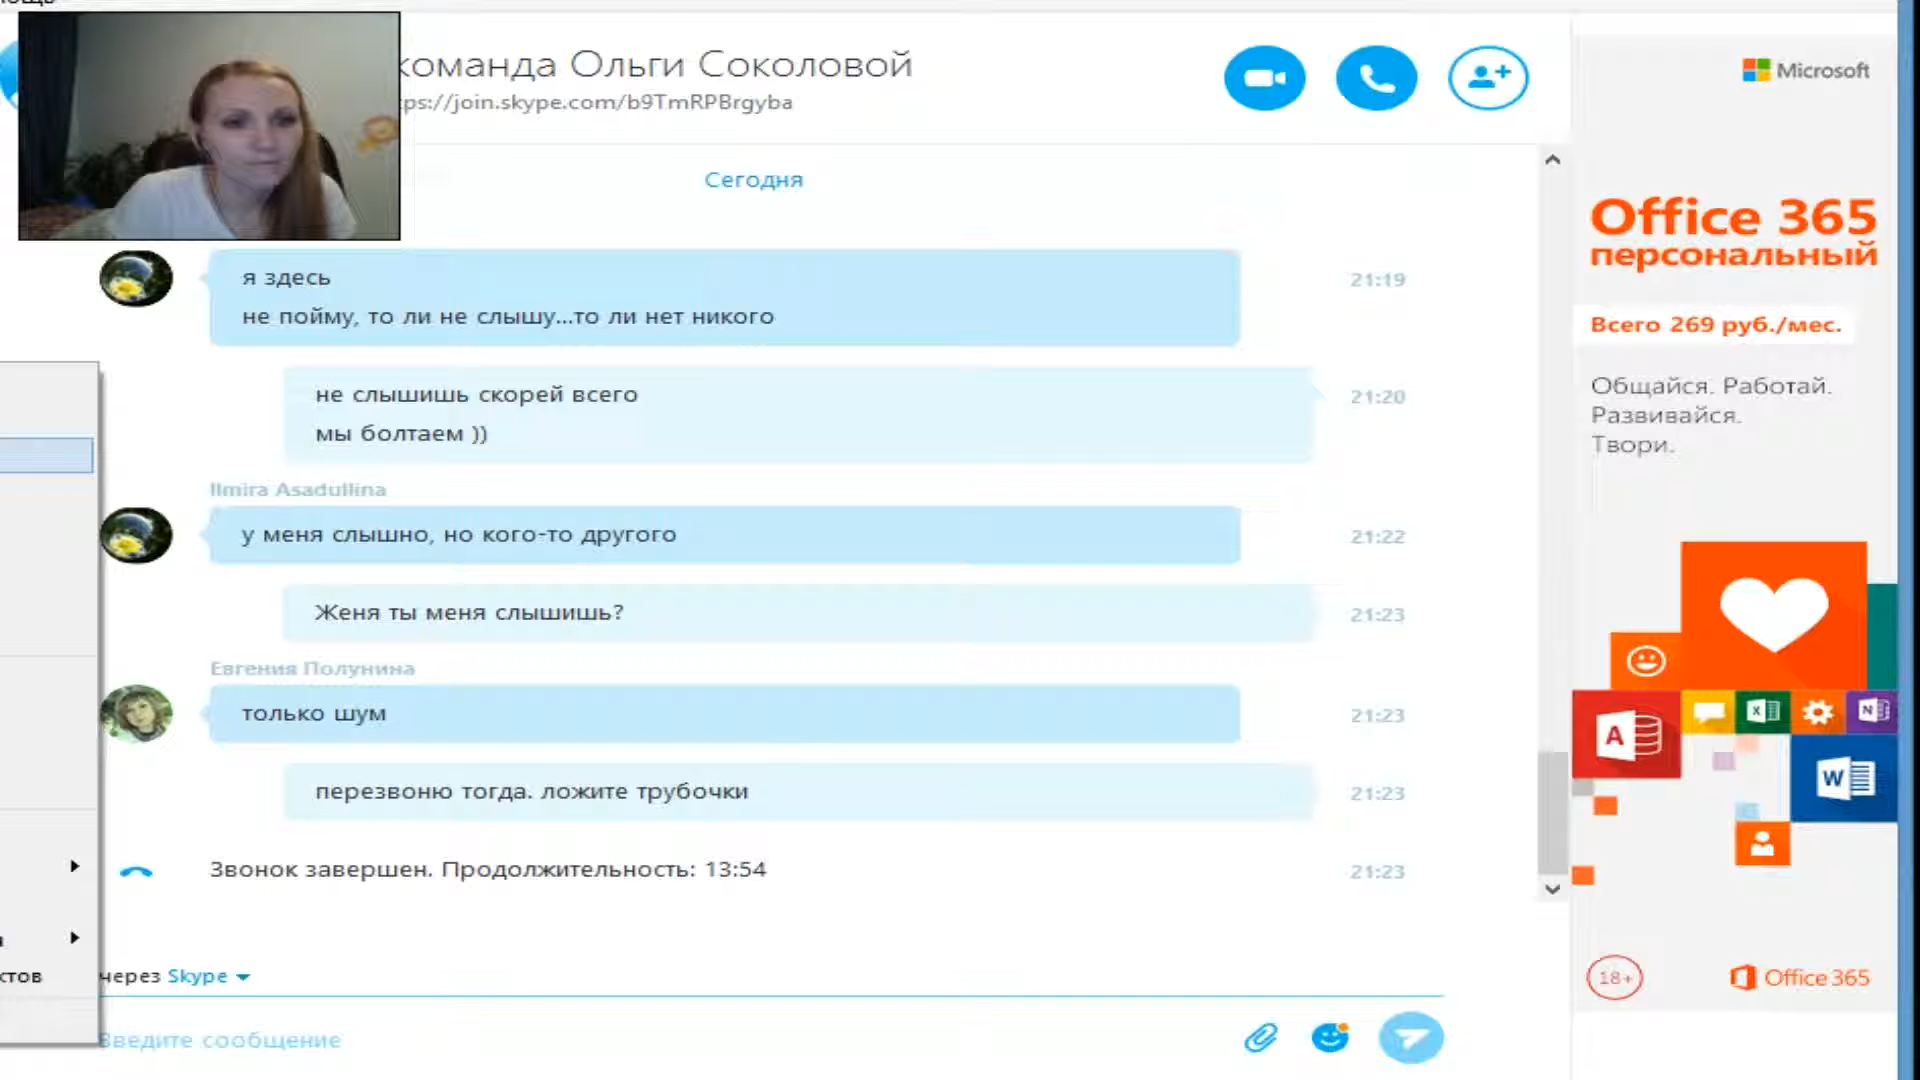 команда Ольги Соколовой
ps://join.skype.com/b9TmRPBrgyba
Microsoft
Сегодня
я здесь
21:19
не пойму, то ли не слышу...то ли нет никого
не слышишь скорей всего
21:20
мы болтаем ))
Ilmira Asadullina
у меня слышно, но кого-то другого
21:22
Женя ты меня слышишь?
21:23
Евгения Полунина
только шум
21:23
перезвоню тогда. ложите трубочки
21:23
Звонок завершен. Продолжительность: 13:54
21:23
ктов
через Skype
Введите сообщение
Office 365
персональный
Всего 269 руб./мес.
Общайся. Работай.
Развивайся.
Твори.
A
X
N
W
18+
Office 365